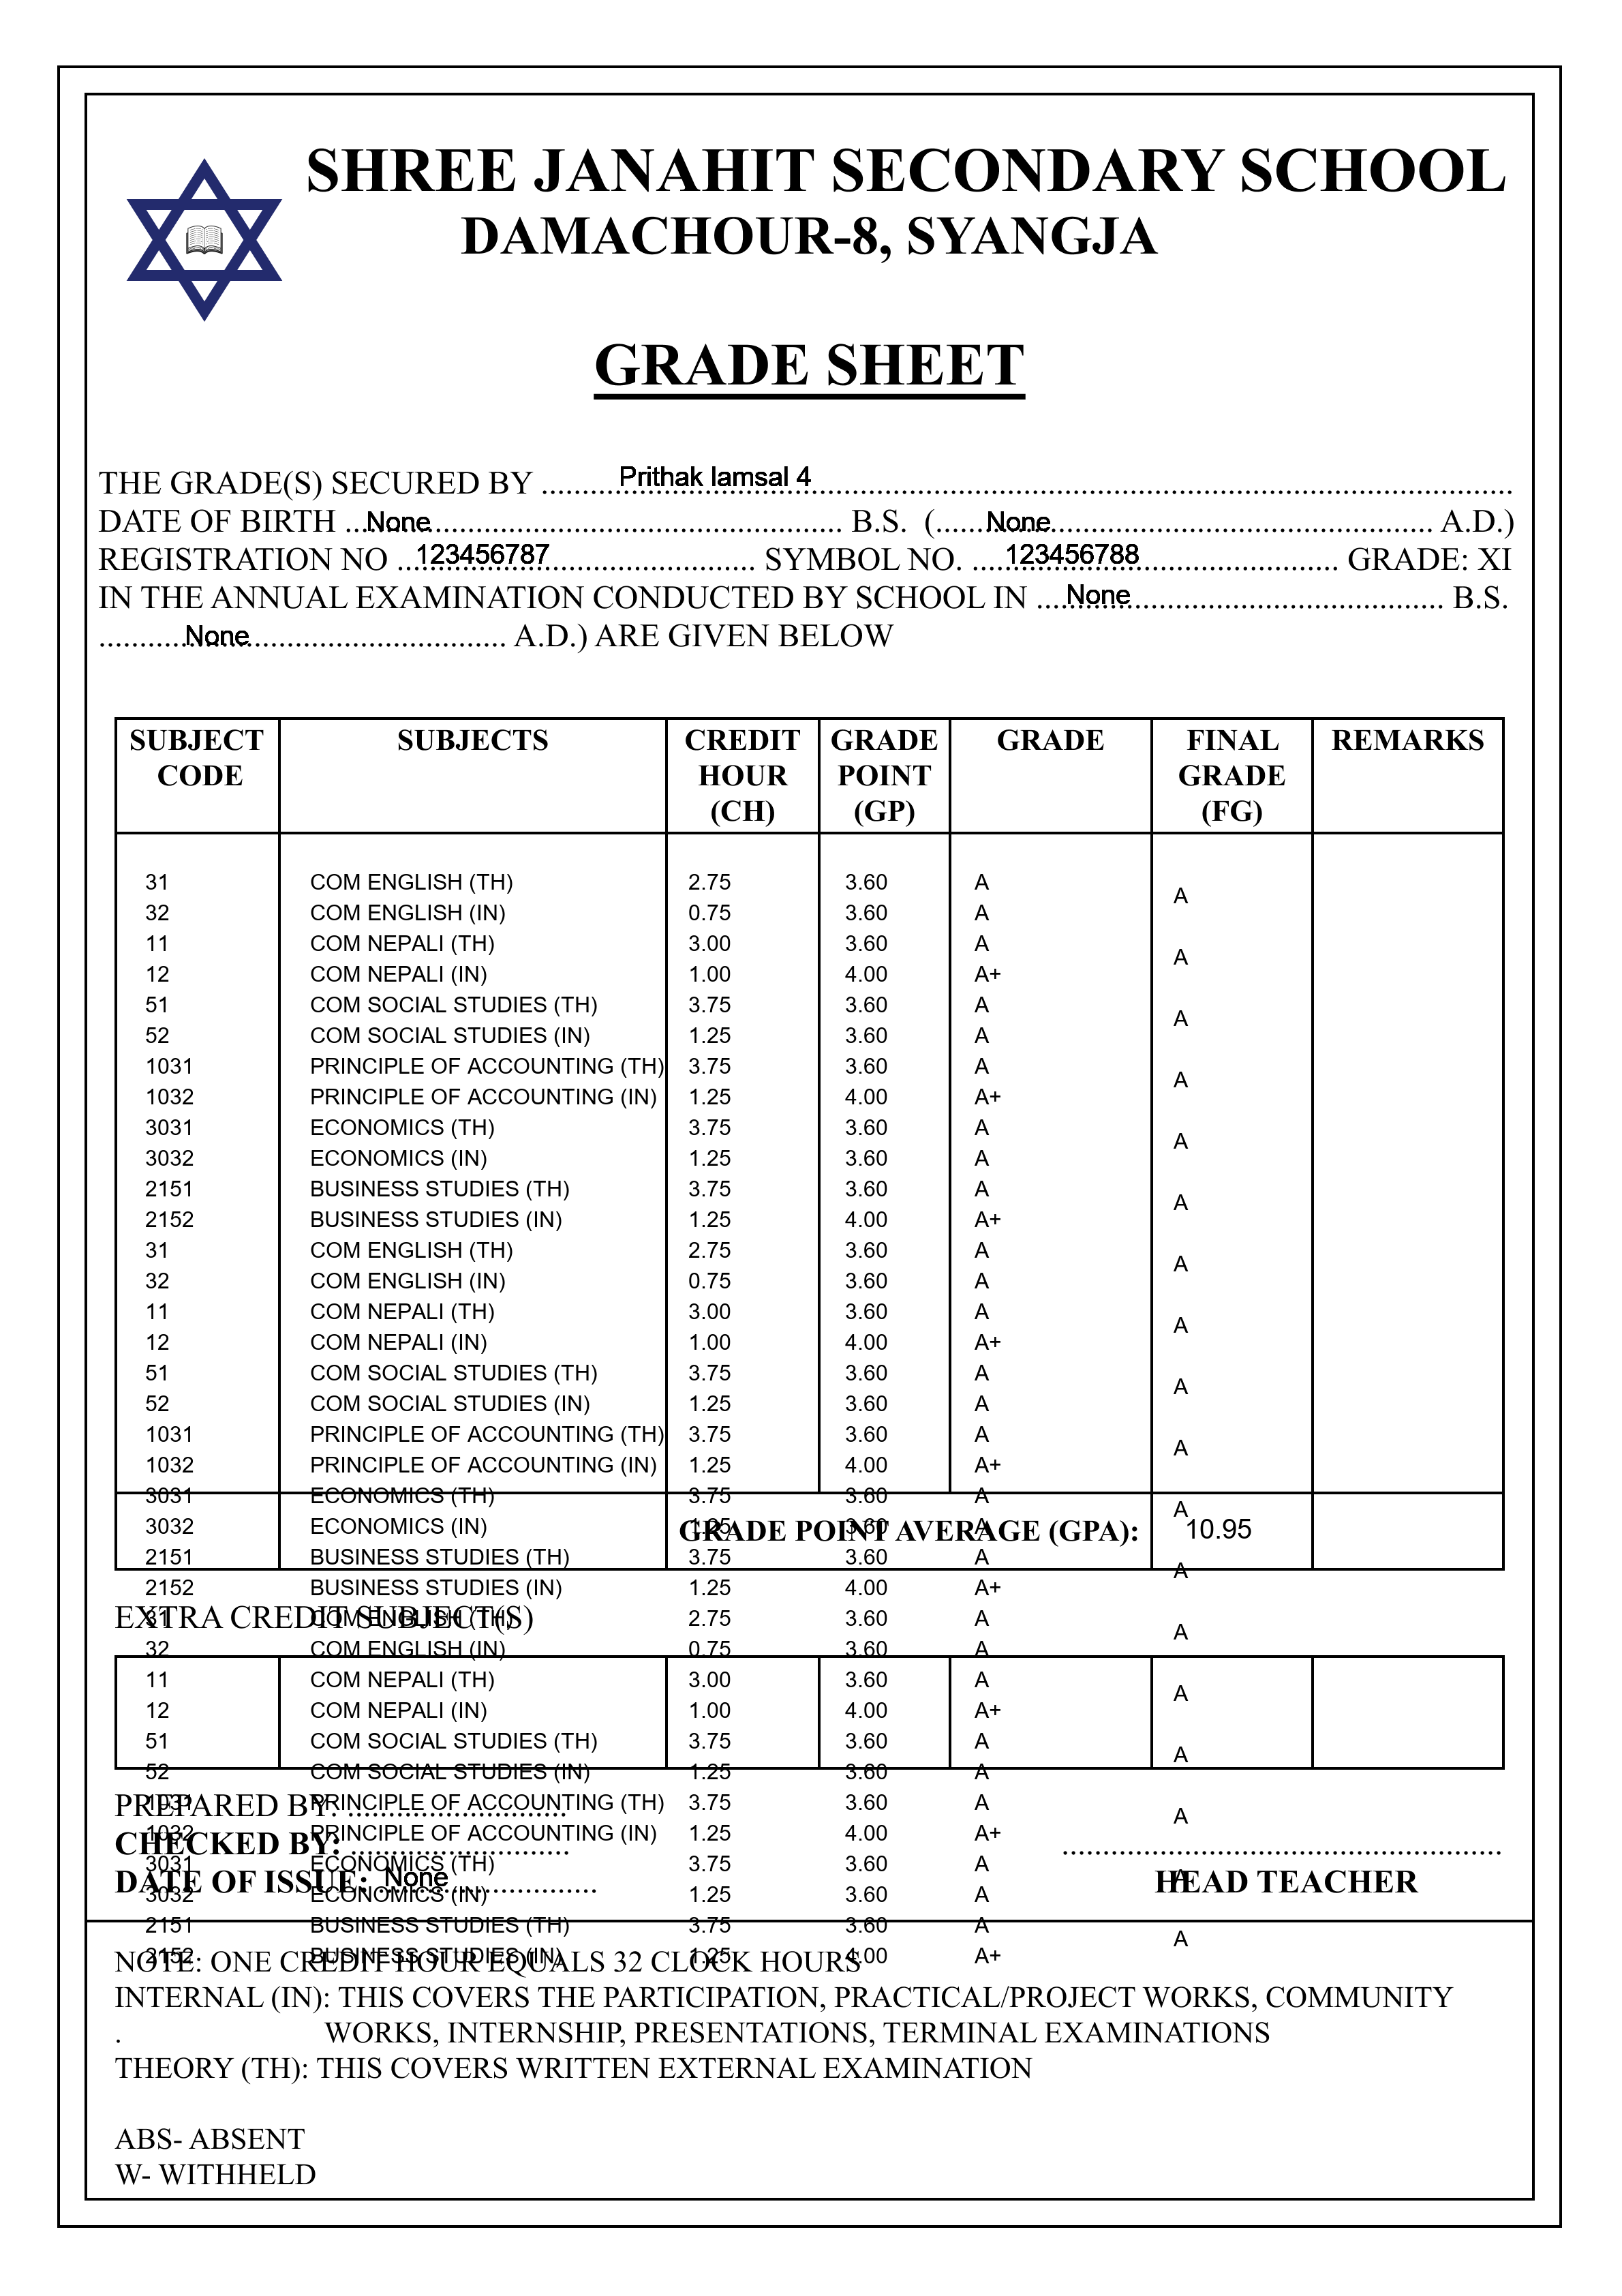 SHREE JANAHIT SECONDARY SCHOOL
DAMACHOUR-8, SYANGJA
GRADE SHEET
THE GRADE(S) SECURED BY Prithak lamsal 4
DATE OF BIRTH None B.S. (None A.D.)
REGISTRATION NO 123456787 SYMBOL NO. 123456788 GRADE: XI
IN THE ANNUAL EXAMINATION CONDUCTED BY SCHOOL IN None B.S.
None A.D.) ARE GIVEN BELOW
SUBJECT CODE SUBJECTS CREDIT HOUR (CH) GRADE POINT (GP) GRADE FINAL GRADE (FG) REMARKS
31 COM ENGLISH (TH) 2.75 3.60 A
A
32 COM ENGLISH (IN) 0.75 3.60 A
11 COM NEPALI (TH) 3.00 3.60 A
A
12 COM NEPALI (IN) 1.00 4.00 A+
51 COM SOCIAL STUDIES (TH) 3.75 3.60 A
A
52 COM SOCIAL STUDIES (IN) 1.25 3.60 A
1031 PRINCIPLE OF ACCOUNTING (TH) 3.75 3.60 A
A
1032 PRINCIPLE OF ACCOUNTING (IN) 1.25 4.00 A+
3031 ECONOMICS (TH) 3.75 3.60 A
A
3032 ECONOMICS (IN) 1.25 3.60 A
2151 BUSINESS STUDIES (TH) 3.75 3.60 A
A
2152 BUSINESS STUDIES (IN) 1.25 4.00 A+
31 COM ENGLISH (TH) 2.75 3.60 A
A
32 COM ENGLISH (IN) 0.75 3.60 A
11 COM NEPALI (TH) 3.00 3.60 A
A
12 COM NEPALI (IN) 1.00 4.00 A+
51 COM SOCIAL STUDIES (TH) 3.75 3.60 A
A
52 COM SOCIAL STUDIES (IN) 1.25 3.60 A
1031 PRINCIPLE OF ACCOUNTING (TH) 3.75 3.60 A
A
1032 PRINCIPLE OF ACCOUNTING (IN) 1.25 4.00 A+
3031 ECONOMICS (TH) 3.75 3.60 A
A
3032 ECONOMICS (IN) 1.25 3.60 A
GRADE POINT AVERAGE (GPA): 10.95
2151 BUSINESS STUDIES (TH) 3.75 3.60 A
A
2152 BUSINESS STUDIES (IN) 1.25 4.00 A+
EXTRA CREDIT SUBJECT(S)
31 COM ENGLISH (TH) 2.75 3.60 A
A
32 COM ENGLISH (IN) 0.75 3.60 A
11 COM NEPALI (TH) 3.00 3.60 A
A
12 COM NEPALI (IN) 1.00 4.00 A+
51 COM SOCIAL STUDIES (TH) 3.75 3.60 A
A
52 COM SOCIAL STUDIES (IN) 1.25 3.60 A
PREPARED BY:
1031 PRINCIPLE OF ACCOUNTING (TH) 3.75 3.60 A
A
1032 PRINCIPLE OF ACCOUNTING (IN) 1.25 4.00 A+
CHECKED BY:
3031 ECONOMICS (TH) 3.75 3.60 A
A
DATE OF ISSUE: None HEAD TEACHER
3032 ECONOMICS (IN) 1.25 3.60 A
2151 BUSINESS STUDIES (TH) 3.75 3.60 A
A
2152 BUSINESS STUDIES (IN) 1.25 4.00 A+
NOTE: ONE CREDIT HOUR EQUALS 32 CLOCK HOURS
INTERNAL (IN): THIS COVERS THE PARTICIPATION, PRACTICAL/PROJECT WORKS, COMMUNITY
. WORKS, INTERNSHIP, PRESENTATIONS, TERMINAL EXAMINATIONS
THEORY (TH): THIS COVERS WRITTEN EXTERNAL EXAMINATION
ABS- ABSENT
W- WITHHELD